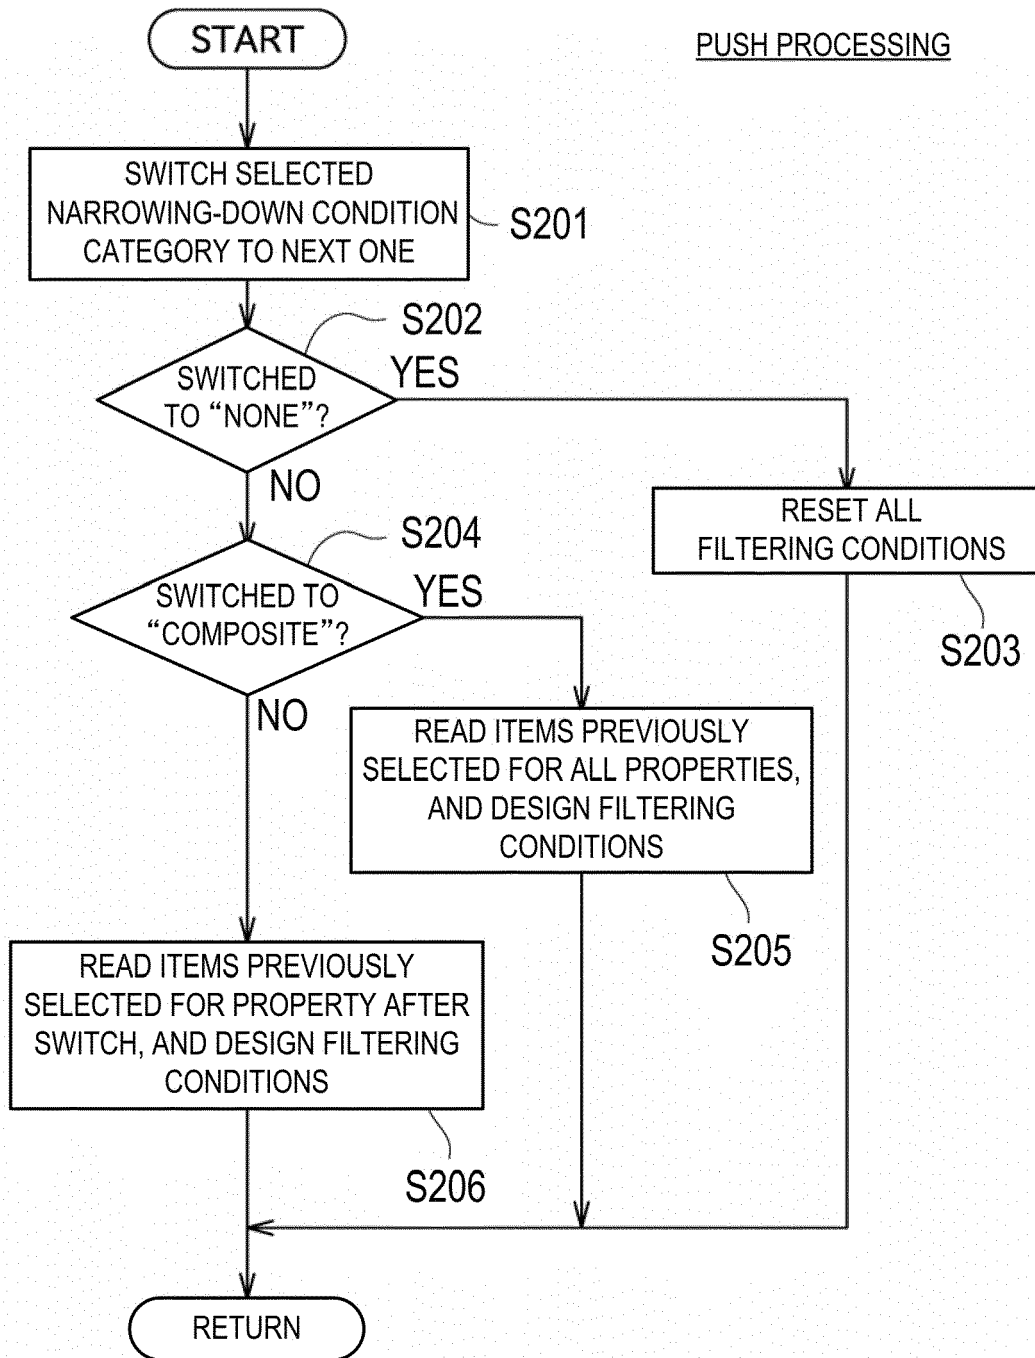 START
PUSH PROCESSING
SWITCH SELECTED
NARROWING-DOWN CONDITION
CATEGORY TO NEXT ONE
S201
S202
SWITCHED
TO “NONE”?
YES
NO
RESET ALL
FILTERING CONDITIONS
S203
S204
SWITCHED TO
“COMPOSITE”?
YES
NO
READ ITEMS PREVIOUSLY
SELECTED FOR ALL PROPERTIES,
AND DESIGN FILTERING
CONDITIONS
S205
READ ITEMS PREVIOUSLY
SELECTED FOR PROPERTY AFTER
SWITCH, AND DESIGN FILTERING
CONDITIONS
S206
RETURN